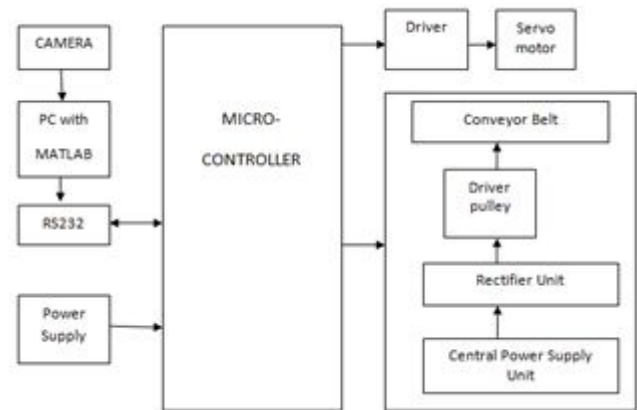 CAMERA
PC with
MATLAB
RS232
Power
Supply
MICRO-
CONTROLLER
Driver
Servo
motor
Conveyor Belt
Driver
pulley
Rectifier Unit
Central Power Supply
Unit